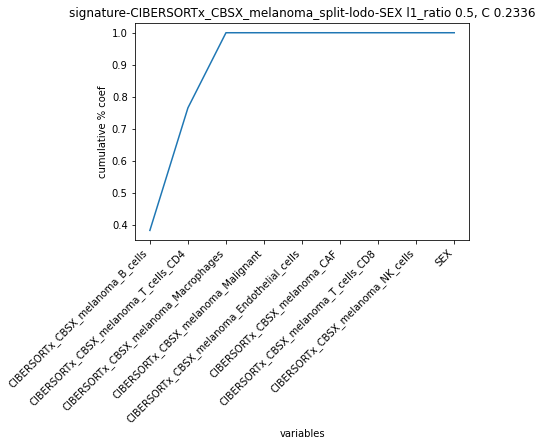 signature-CIBERSORTx_CBSX_melanoma_split-lodo-SEX l1_ratio 0.5, C 0.2336
cumulative % coef
1.0
0.9
0.8
0.7
0.6
0.5
0.4
CIBERSORTx_CBSX_melanoma_B_cells
CIBERSORTx_CBSX_melanoma_T_cells_CD4
CIBERSORTx_CBSX_melanoma_Macrophages
CIBERSORTx_CBSX_melanoma_Malignant
CIBERSORTx_CBSX_melanoma_Endothelial_cells
CIBERSORTx_CBSX_melanoma_CAF
CIBERSORTx_CBSX_melanoma_T_cells_CD8
CIBERSORTx_CBSX_melanoma_NK_cells
SEX
variables